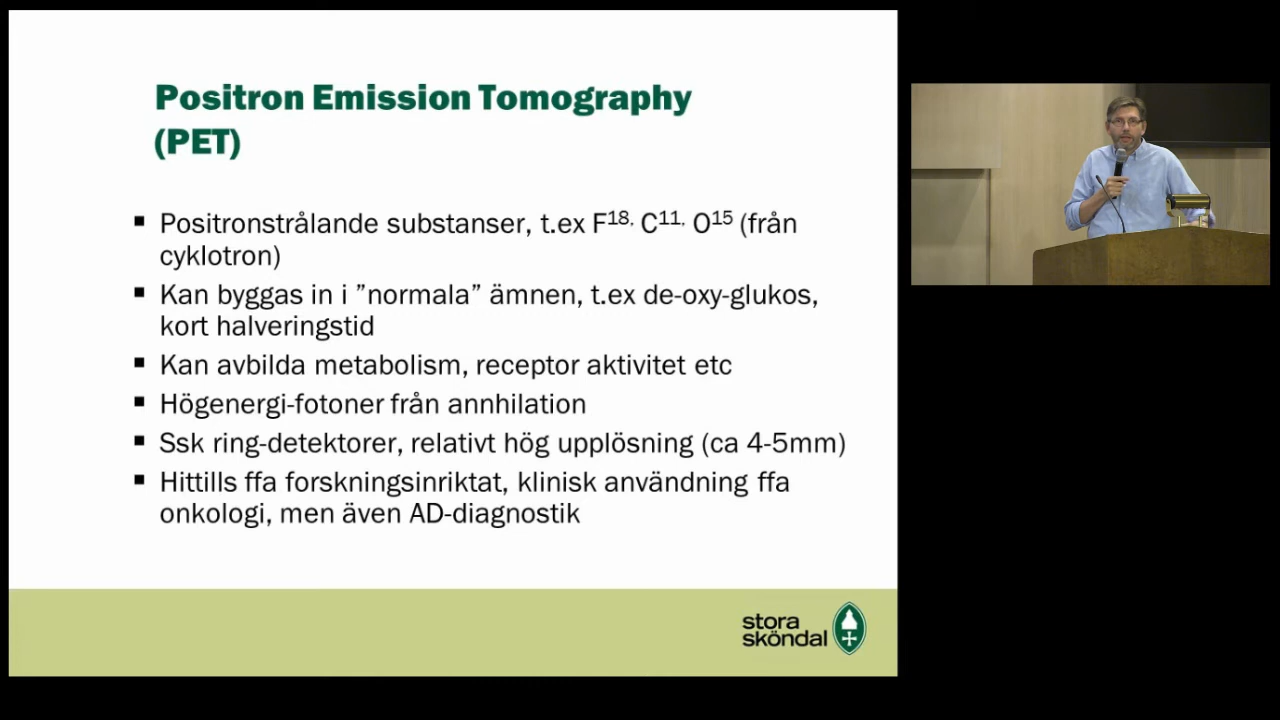 Positron Emission Tomography
(PET)
▪ Positronstrålande substanser, t.ex F18, C11, O15 (från
cyklotron)
▪ Kan byggas in i ”normala” ämnen, t.ex de-oxy-glukos,
kort halveringstid
▪ Kan avbilda metabolism, receptor aktivitet etc
▪ Högenergi-fotoner från annhilation
▪ Ssk ring-detektorer, relativt hög upplösning (ca 4-5mm)
▪ Hittills ffa forskningsinriktat, klinisk användning ffa
onkologi, men även AD-diagnostik
stora
sköndal